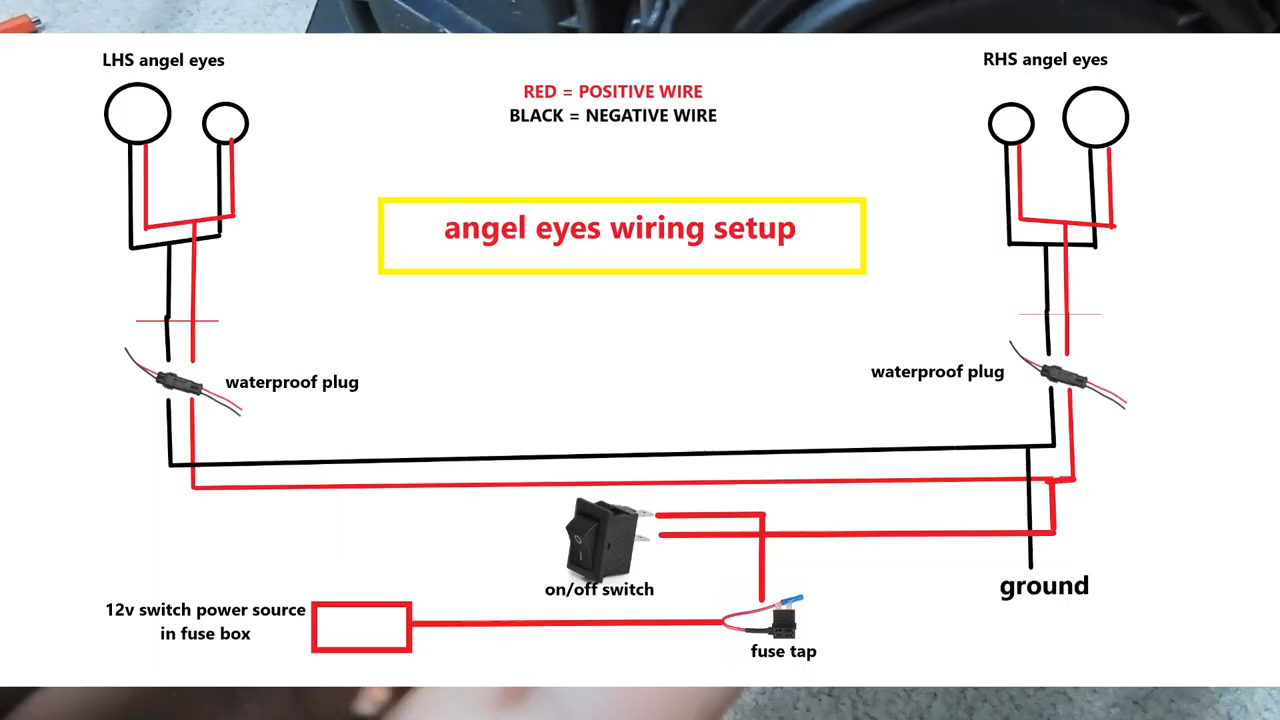 LHS angel eyes
RHS angel eyes
RED = POSITIVE WIRE
BLACK = NEGATIVE WIRE
angel eyes wiring setup
waterproof plug
waterproof plug
on/off switch
ground
12v switch power source
in fuse box
fuse tap